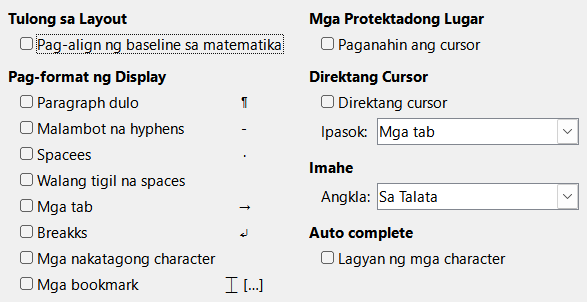 Tulong sa Layout
Pag-align ng baseline sa matematika
Pag-format ng Display
Paragraph dulo ¶
Malambot na hyphens -
Spacees ·
Walang tigil na spaces
Mga tab →
Breakks ↲
Mga nakatagong character
Mga bookmark ⌶ [...]
Mga Protektadong Lugar
Paganahin ang cursor
Direktang Cursor
Direktang cursor
Ipasok: Mga tab
Imahe
Angkla: Sa Talata
Auto complete
Lagyan ng mga character